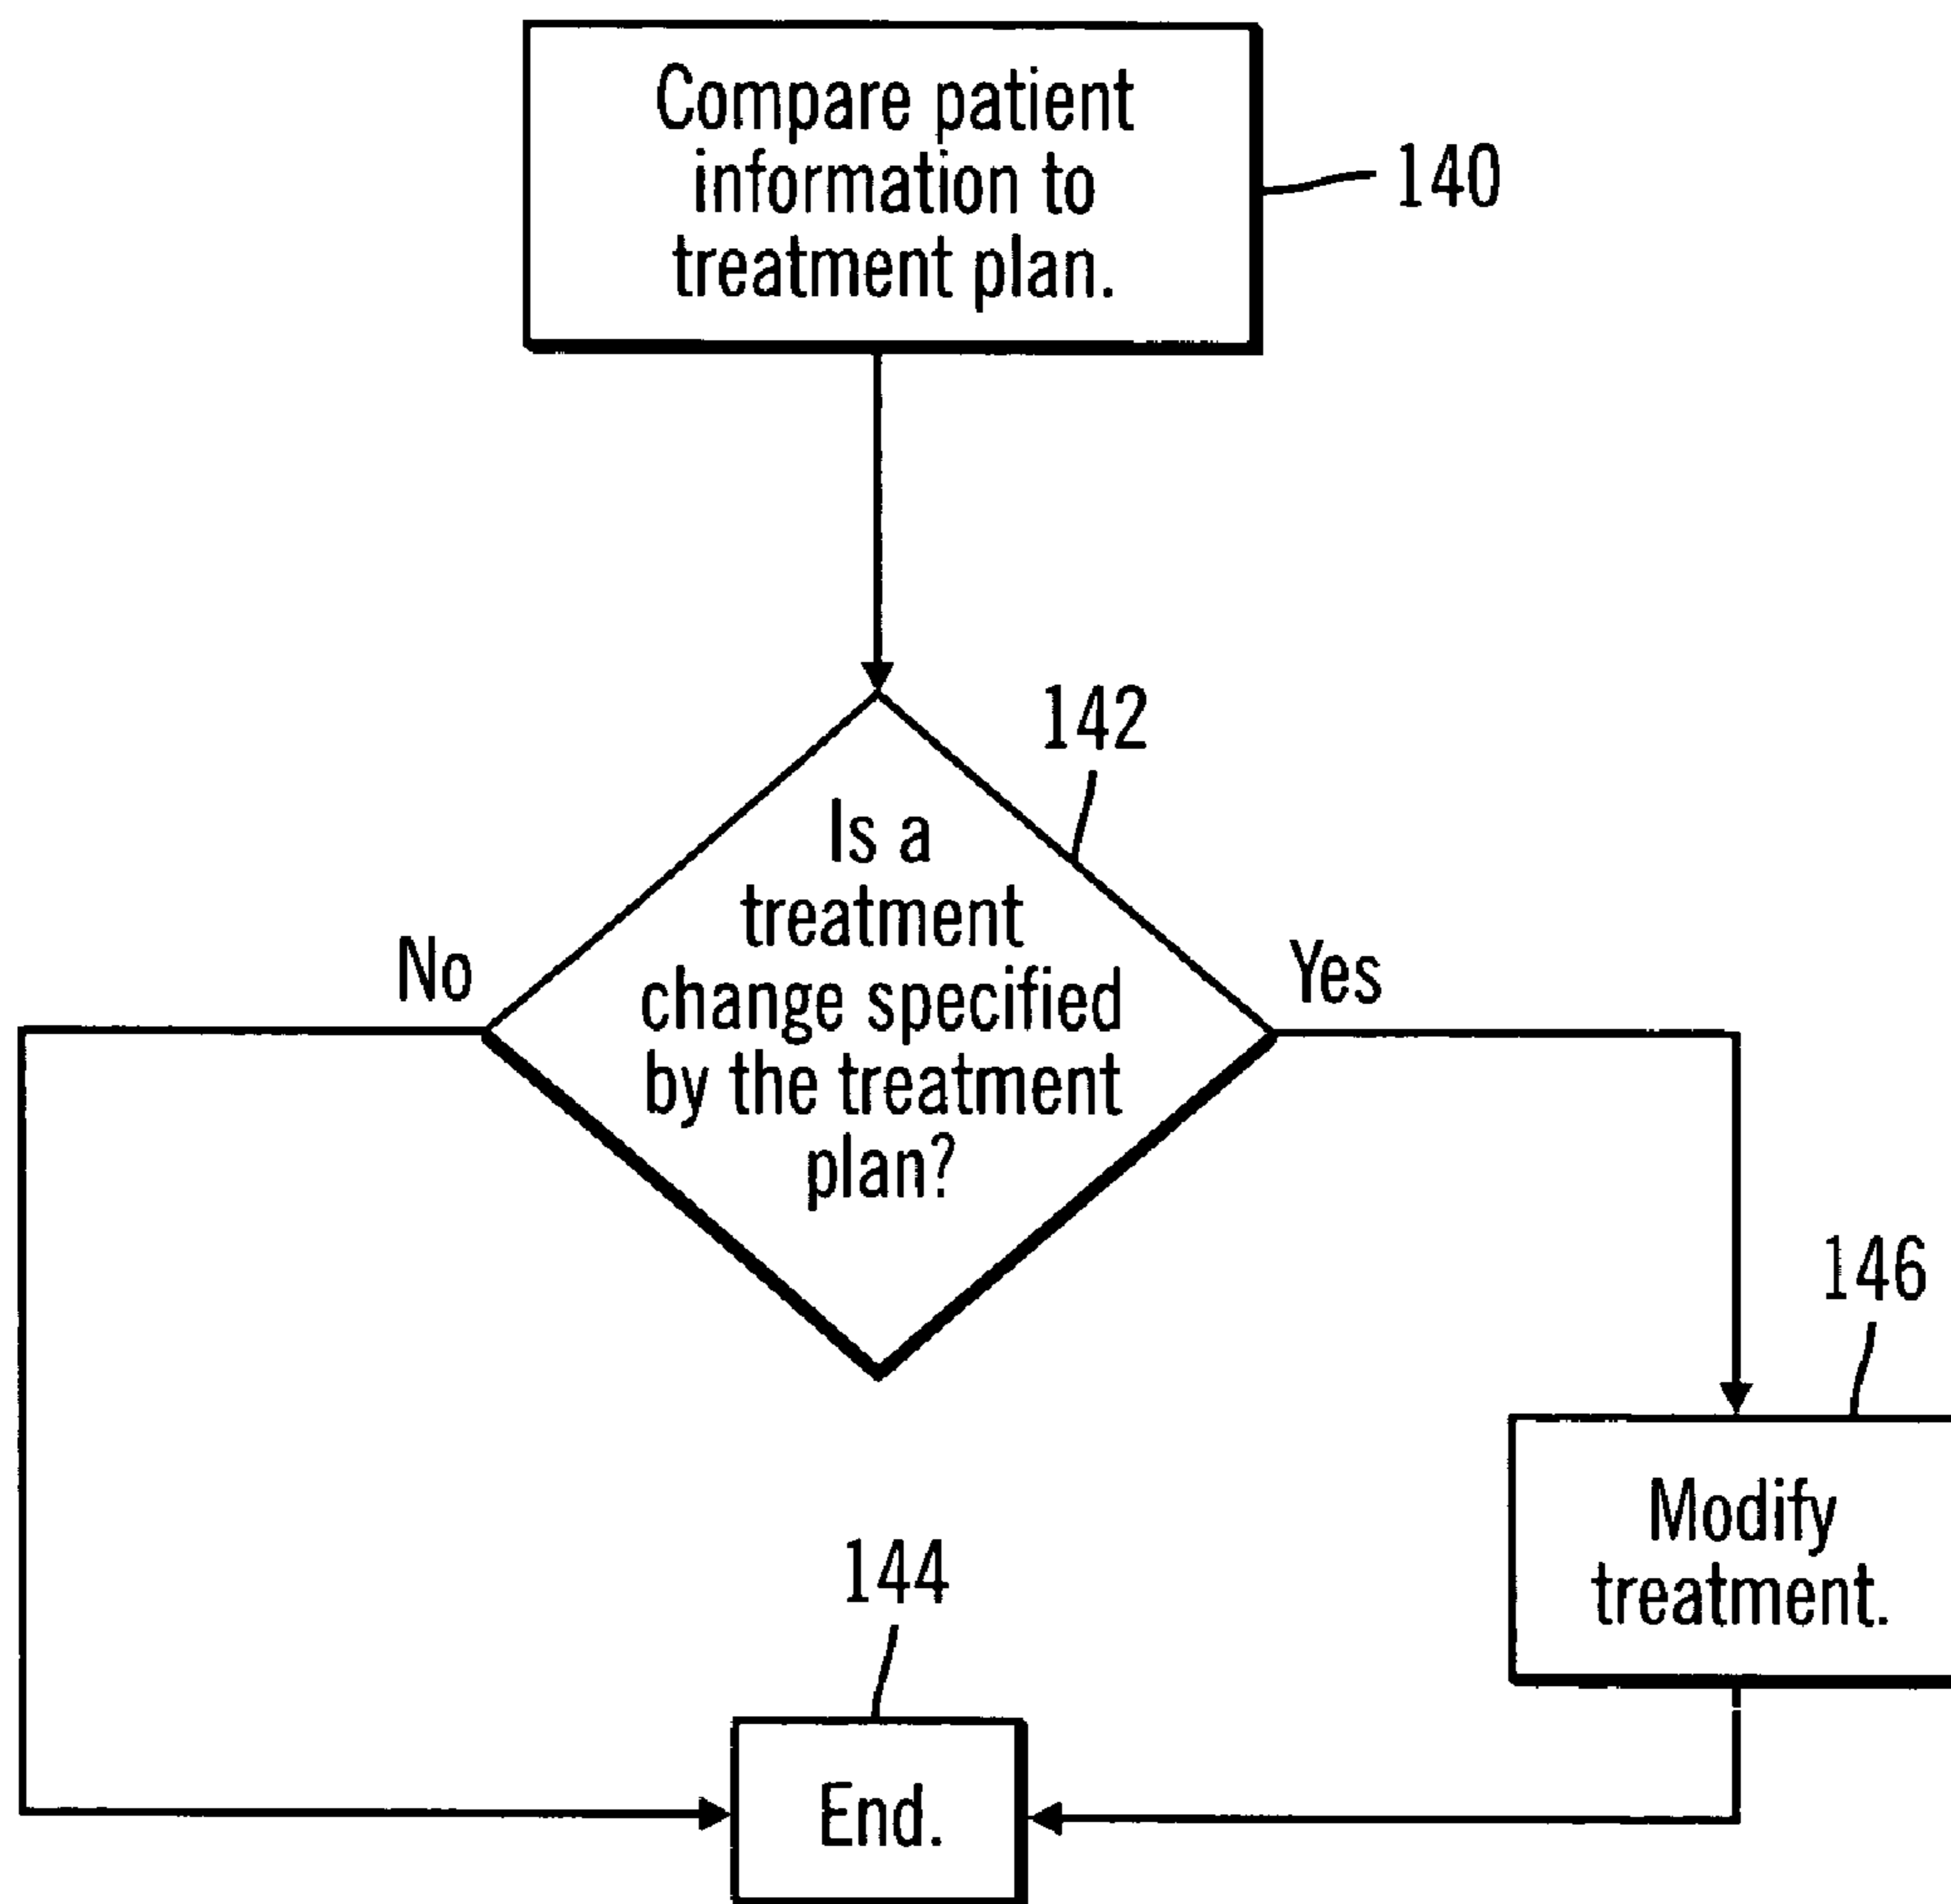 Compare patient
information to
treatment plan.
140
142
Is a
treatment
change specified
by the treatment
plan?
No
Yes
146
Modify
treatment.
144
End.